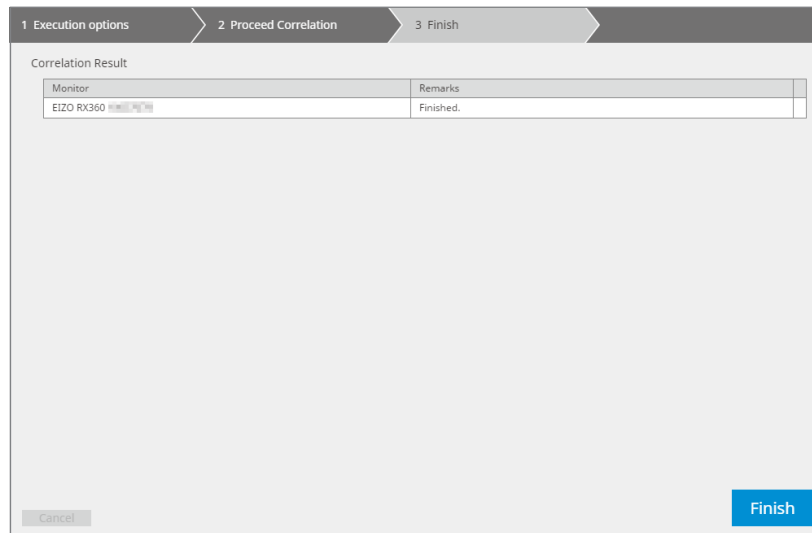 1 Execution options 2 Proceed Correlation 3 Finish
Correlation Result
Monitor Remarks
EIZO RX360 Finished.
Cancel Finish